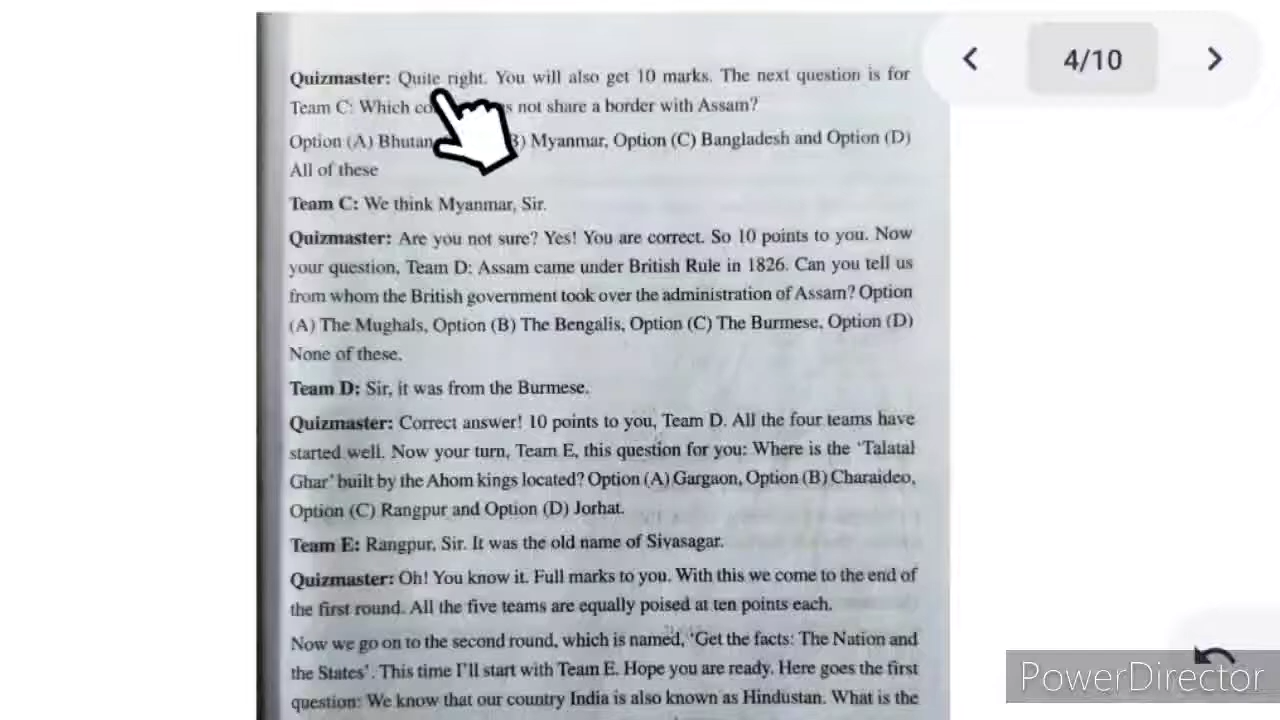 Quizmaster: Quite right. You will also get 10 marks. The next question is for
4/10
Team C: Which not share a border with Assam?
Option (A) Bhutan Myanmar, Option (C) Bangladesh and Option (D)
All of these
Team C: We think Myanmar, Sir.
Quizmaster: Are you not sure? Yes! You are correct. So 10 points to you. Now
your question, Team D: Assam came under British Rule in 1826. Can you tell us
from whom the British government took over the administration of Assam? Option
(A) The Mughals, Option (B) The Bengalis, Option (C) The Burmese, Option (D)
None of these.
Team D: Sir, it was from the Burmese.
Quizmaster: Correct answer! 10 points to you, Team D. All the four teams have
started well. Now your turn, Team E, this question for you: Where is the ‘Talatal
Ghar’ built by the Ahom kings located? Option (A) Gargaon, Option (B) Charaideo,
Option (C) Rangpur and Option (D) Jorhat.
Team E: Rangpur, Sir. It was the old name of Sivasagar.
Quizmaster: Oh! You know it. Full marks to you. With this we come to the end of
the first round. All the five teams are equally poised at ten points each.
Now we go on to the second round, which is named, ‘Get the facts: The Nation and
the States’. This time I’ll start with Team E. Hope you are ready. Here goes the first
question: We know that our country India is also known as Hindustan. What is the
PowerDirector